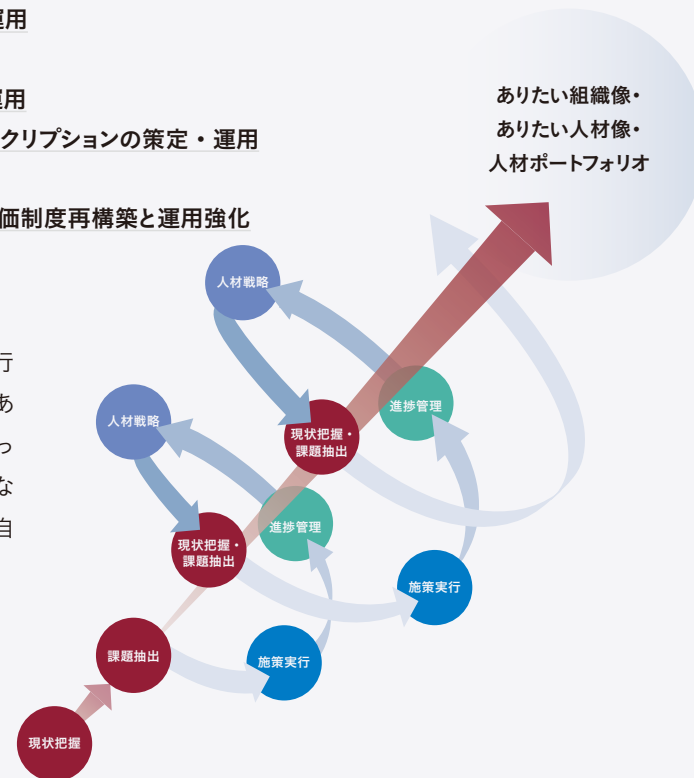 運用
運用
クリプションの策定・運用
価制度再構築と運用強化
行
あ
っ
な
自
ありたい組織像・
ありたい人材像・
人材ポートフォリオ
人材戦略
進捗管理
現状把握・
課題抽出
人材戦略
進捗管理
現状把握・
課題抽出
施策実行
課題抽出
施策実行
現状把握